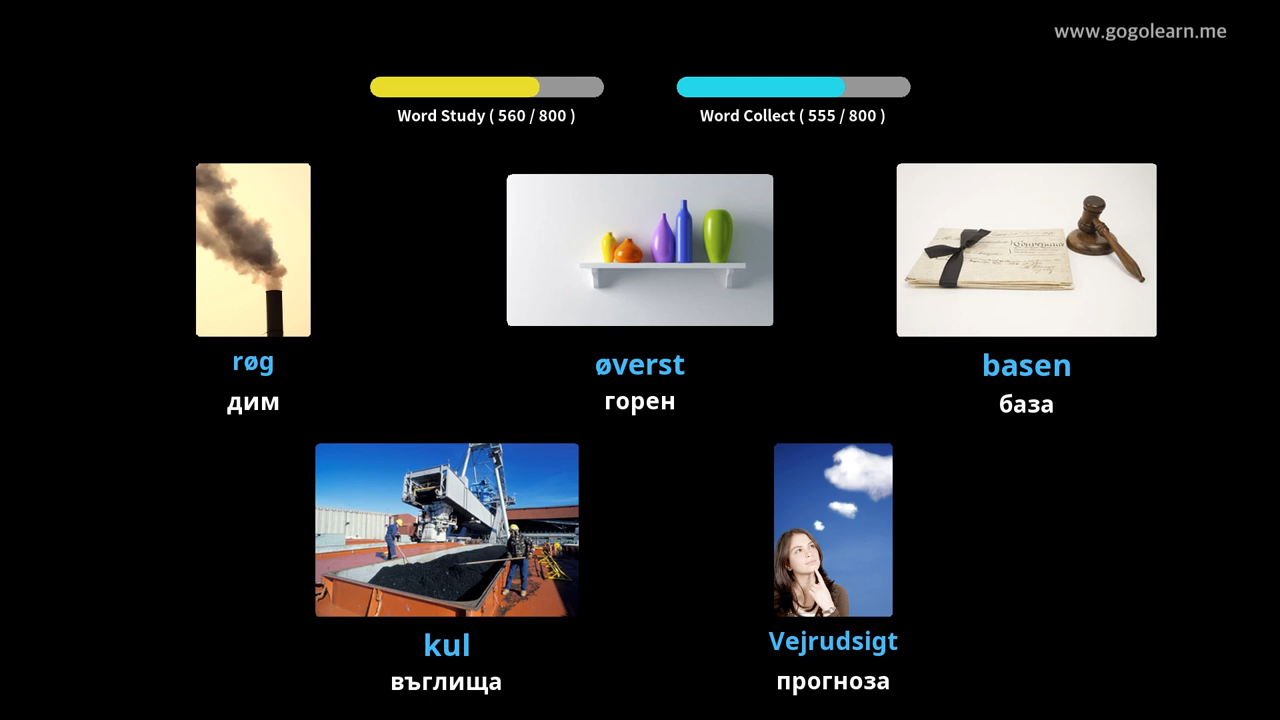 www.gogolearn.me
Word Study ( 560 / 800 )
Word Collect ( 555 / 800 )
røg
дим
øverst
горен
basen
база
kul
въглища
Vejrudsigt
прогноза